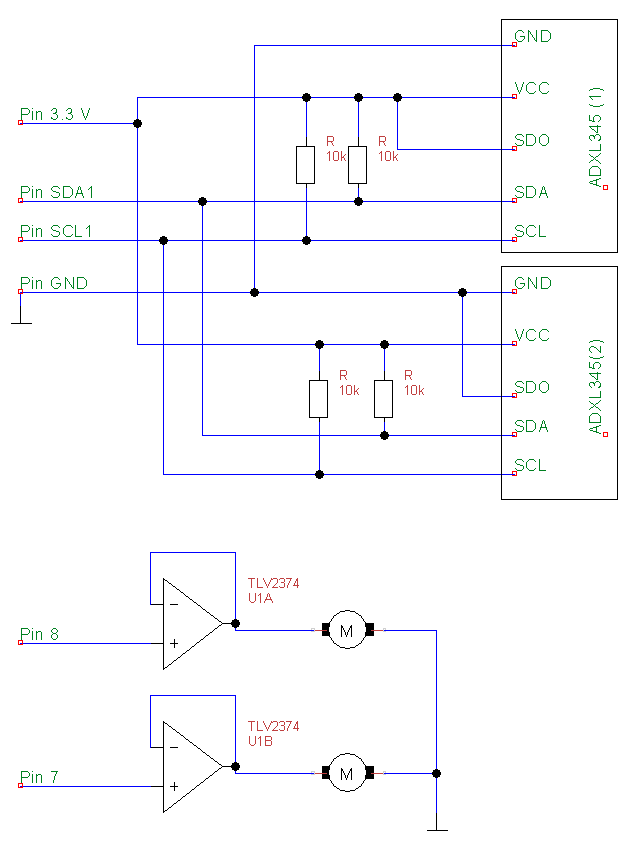 GND
VCC
Pin 3.3 V
R
10k
R
10k
SDO
ADXL345 (1)
Pin SDA1
SDA
Pin SCL1
SCL
Pin GND
GND
VCC
R
10k
R
10k
SDO
ADXL345(2)
SDA
SCL
TLV2374
U1A
−
Pin 8
+
M
TLV2374
U1B
−
Pin 7
+
M